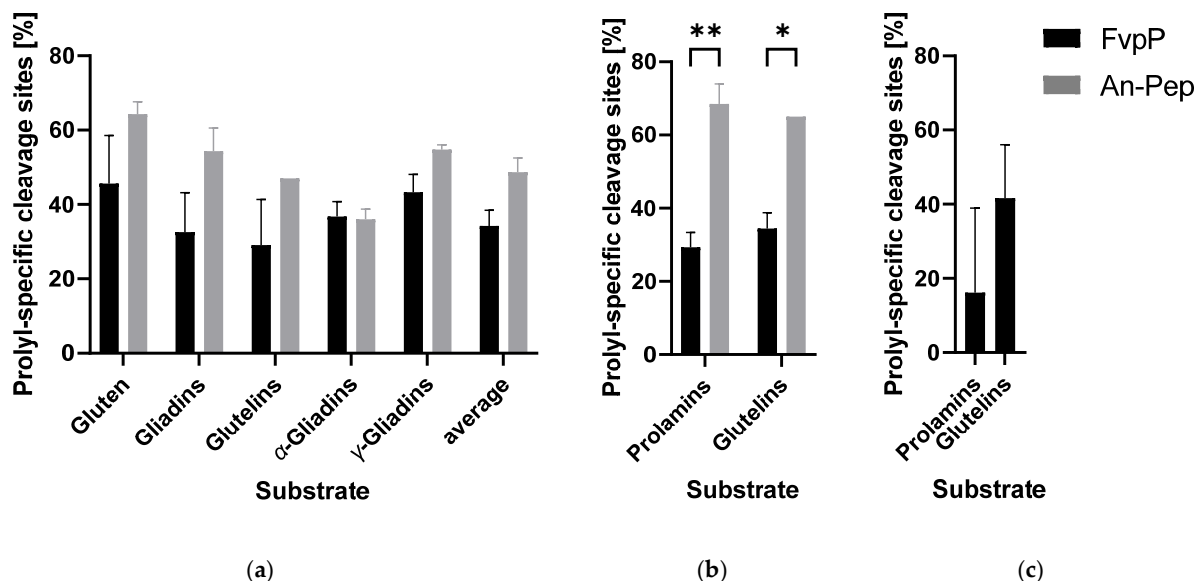 Prolyl-specific cleavage sites [%]
80
60
40
20
0
Gluten
Gliadins
Glutelins
α-Gliadins
γ-Gliadins
average
Substrate
(a)
Prolyl-specific cleavage sites [%]
80
60
40
20
0
**
*
Prolamins
Glutelins
Substrate
(b)
Prolyl-specific cleavage sites [%]
80
60
40
20
0
Prolamins
Glutelins
Substrate
(c)
FvpP
An-Pep